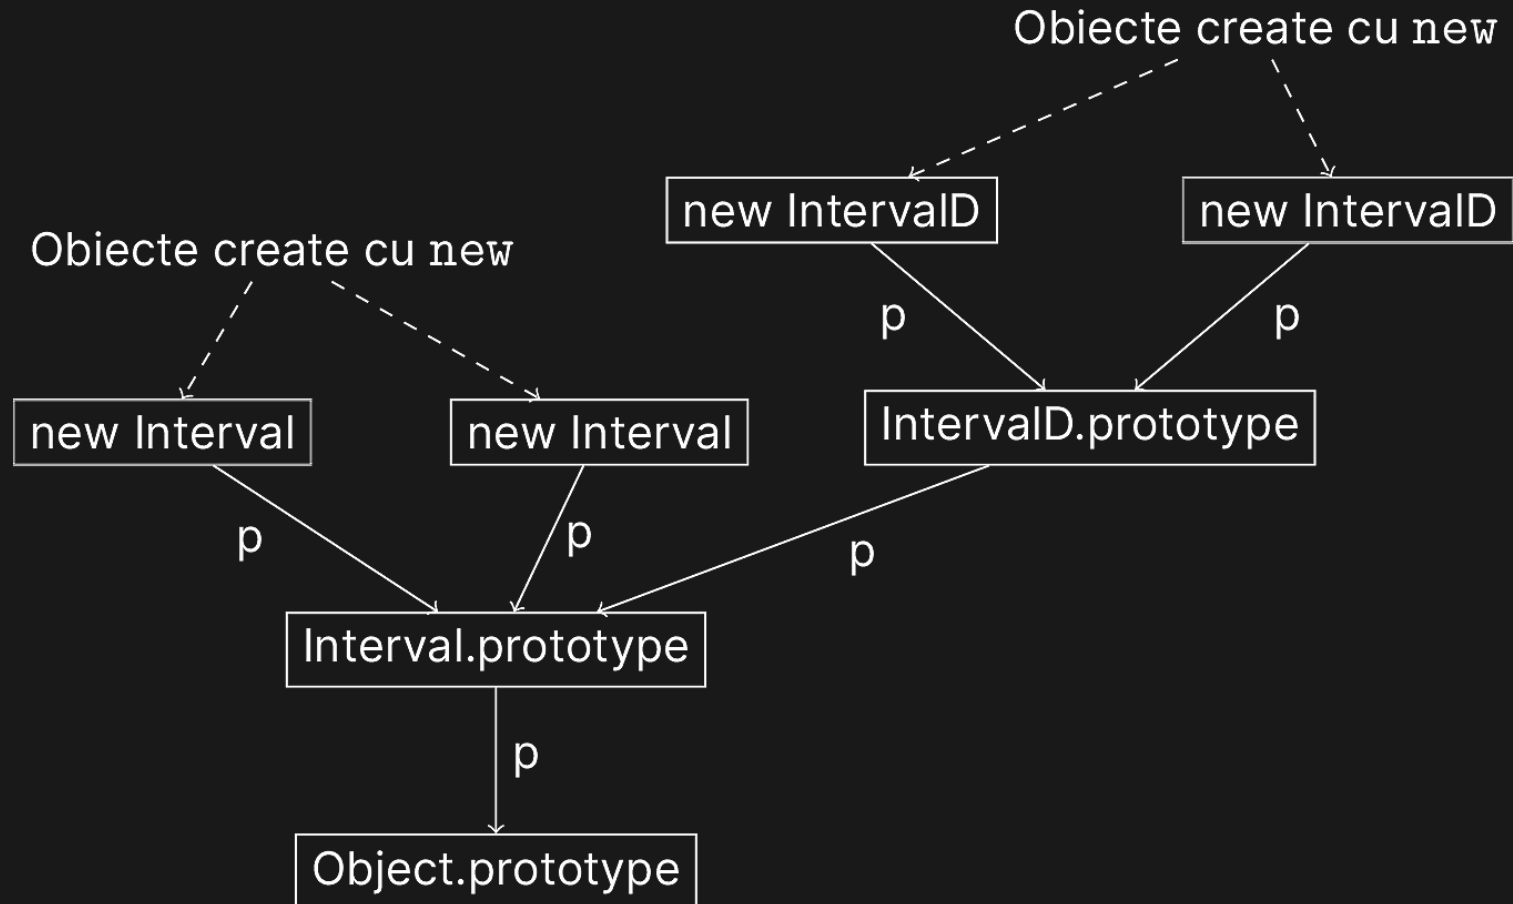 Obiecte create cu new
new IntervalD
new IntervalD
Obiecte create cu new
p
p
new Interval
new Interval
IntervalD.prototype
p
p
p
Interval.prototype
p
Object.prototype